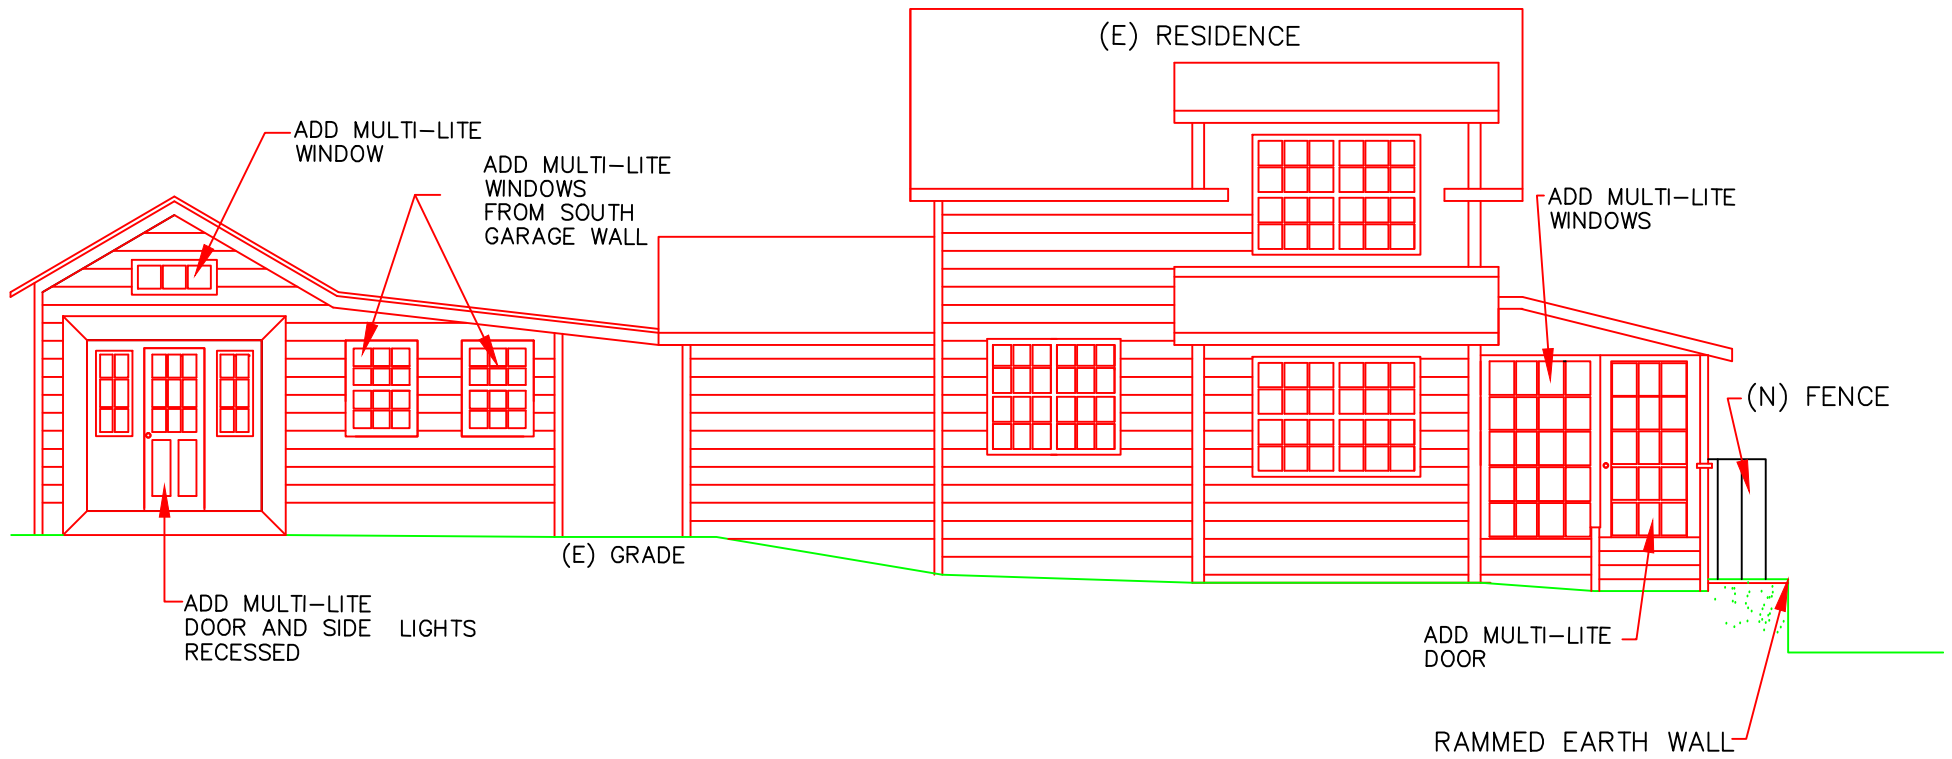 (E) RESIDENCE
ADD MULTI-LITE
WINDOW
ADD MULTI-LITE
WINDOWS
FROM SOUTH
GARAGE WALL
ADD MULTI-LITE
WINDOWS
(N) FENCE
(E) GRADE
ADD MULTI-LITE
DOOR AND SIDE LIGHTS
RECESSED
ADD MULTI-LITE
DOOR
RAMMED EARTH WALL